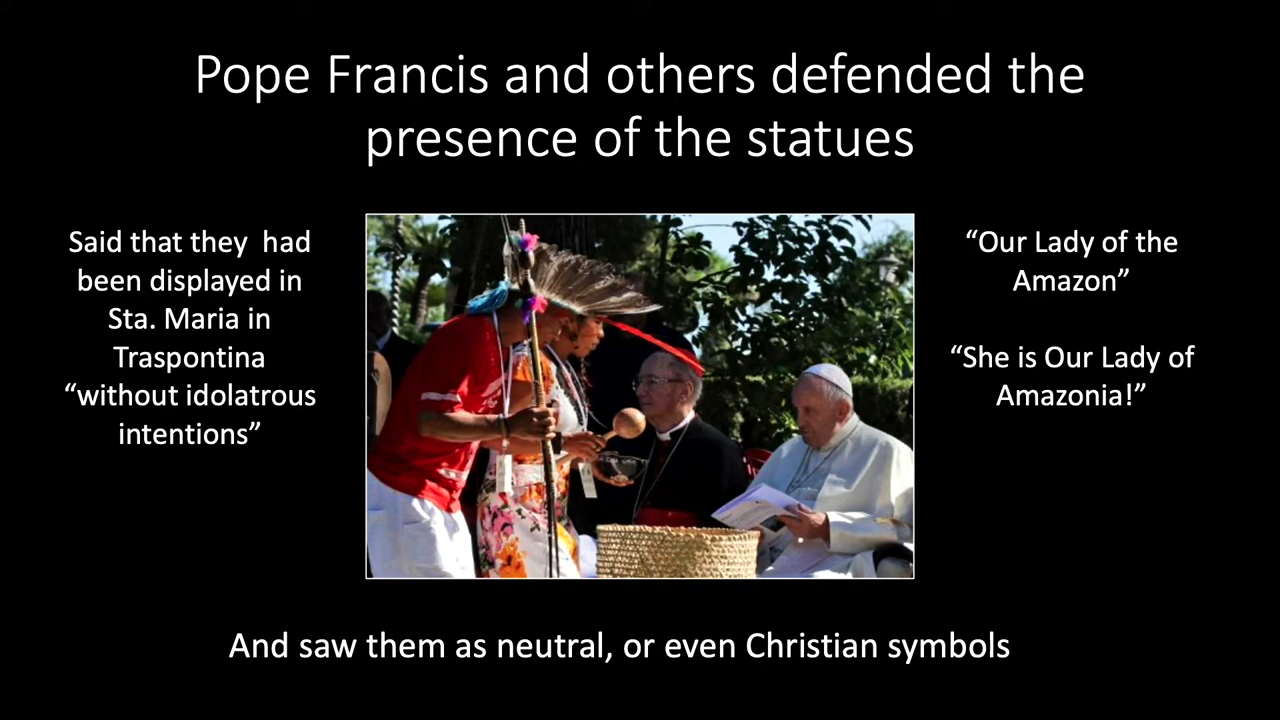 Pope Francis and others defended the
presence of the statues
Said that they  had
been displayed in
Sta. Maria in
Traspontina
“without idolatrous
intentions”
“Our Lady of the
Amazon”
“She is Our Lady of
Amazonia!”
And saw them as neutral, or even Christian symbols